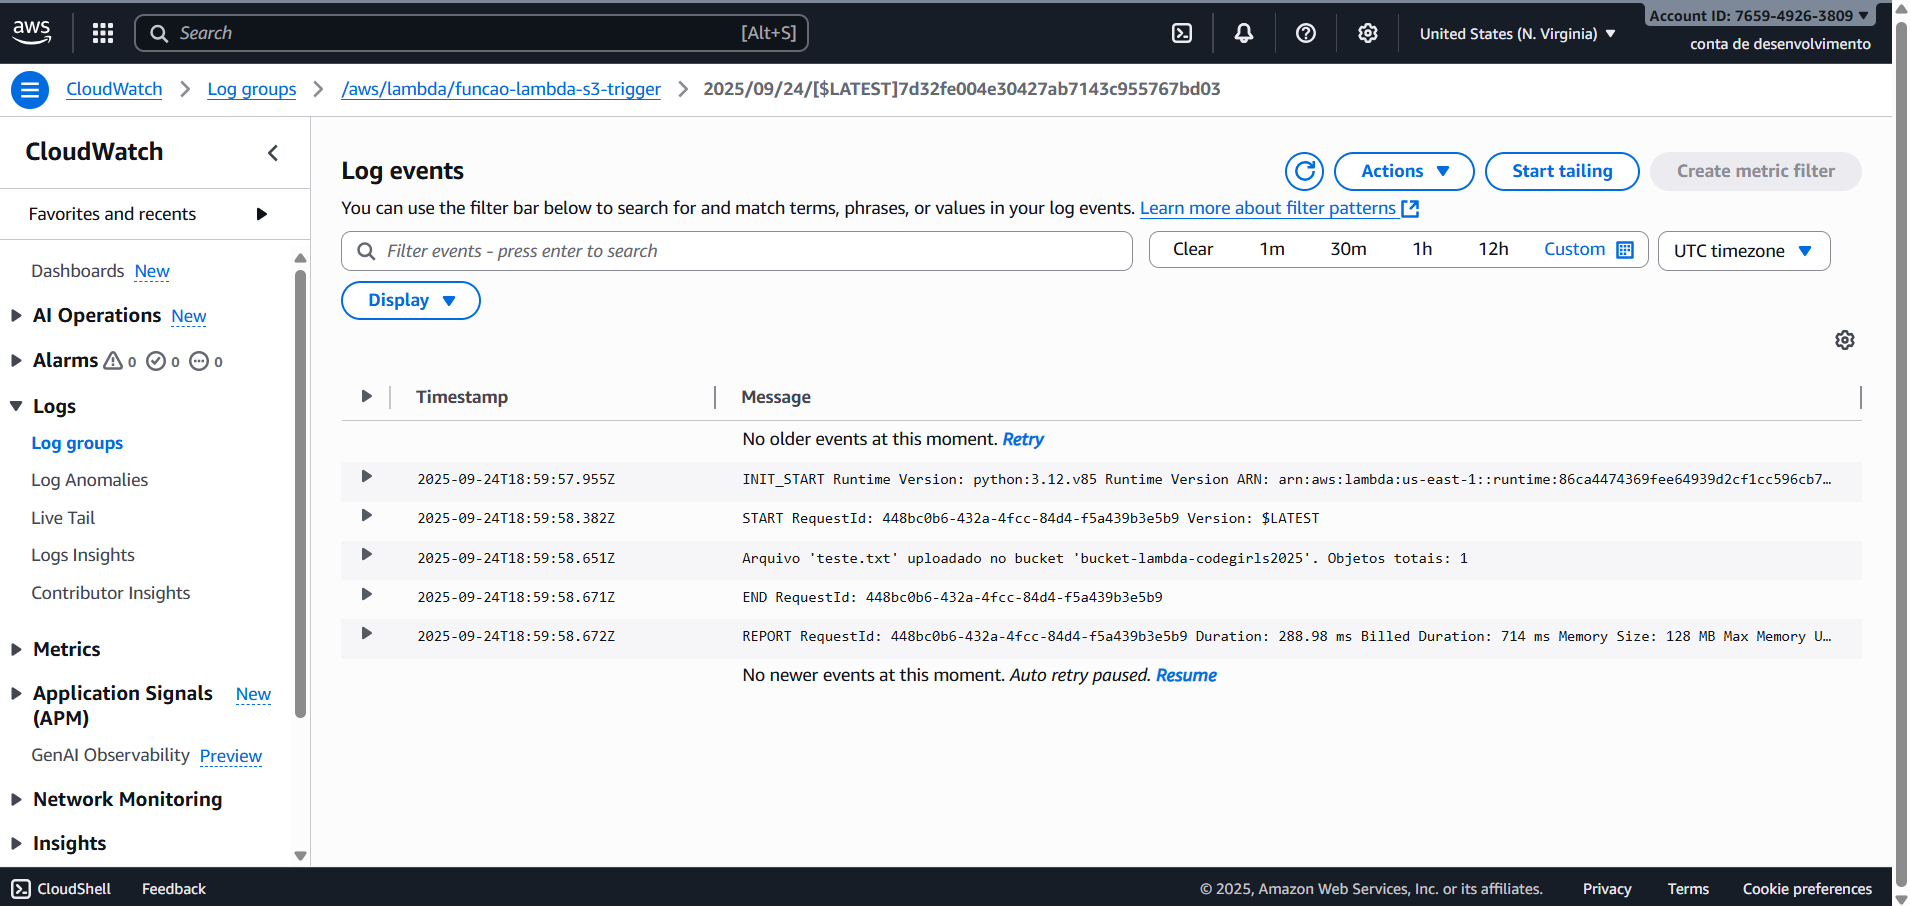 aws
Search [Alt+S]
United States (N. Virginia)
Account ID: 7659-4926-3809
conta de desenvolvimento
CloudWatch
Log groups
/aws/lambda/funcao-lambda-s3-trigger
2025/09/24/[$LATEST]7d32fe004e30427ab7143c955767bd03
CloudWatch
Favorites and recents
Dashboards New
AI Operations New
Alarms 0 0 0
Logs
Log groups
Log Anomalies
Live Tail
Logs Insights
Contributor Insights
Metrics
Application Signals (APM) New
GenAI Observability Preview
Network Monitoring
Insights
Log events
Actions
Start tailing
Create metric filter
You can use the filter bar below to search for and match terms, phrases, or values in your log events. Learn more about filter patterns
Filter events - press enter to search
Clear 1m 30m 1h 12h Custom
UTC timezone
Display
Timestamp Message
No older events at this moment. Retry
2025-09-24T18:59:57.955Z INIT_START Runtime Version: python:3.12.v85 Runtime Version ARN: arn:aws:lambda:us-east-1::runtime:86ca4474369fee64939d2cf1cc596cb7…
2025-09-24T18:59:58.382Z START RequestId: 448bc0b6-432a-4fcc-84d4-f5a439b3e5b9 Version: $LATEST
2025-09-24T18:59:58.651Z Arquivo 'teste.txt' uploadado no bucket 'bucket-lambda-codegirls2025'. Objetos totais: 1
2025-09-24T18:59:58.671Z END RequestId: 448bc0b6-432a-4fcc-84d4-f5a439b3e5b9
2025-09-24T18:59:58.672Z REPORT RequestId: 448bc0b6-432a-4fcc-84d4-f5a439b3e5b9 Duration: 288.98 ms Billed Duration: 714 ms Memory Size: 128 MB Max Memory U…
No newer events at this moment. Auto retry paused. Resume
CloudShell Feedback © 2025, Amazon Web Services, Inc. or its affiliates. Privacy Terms Cookie preferences